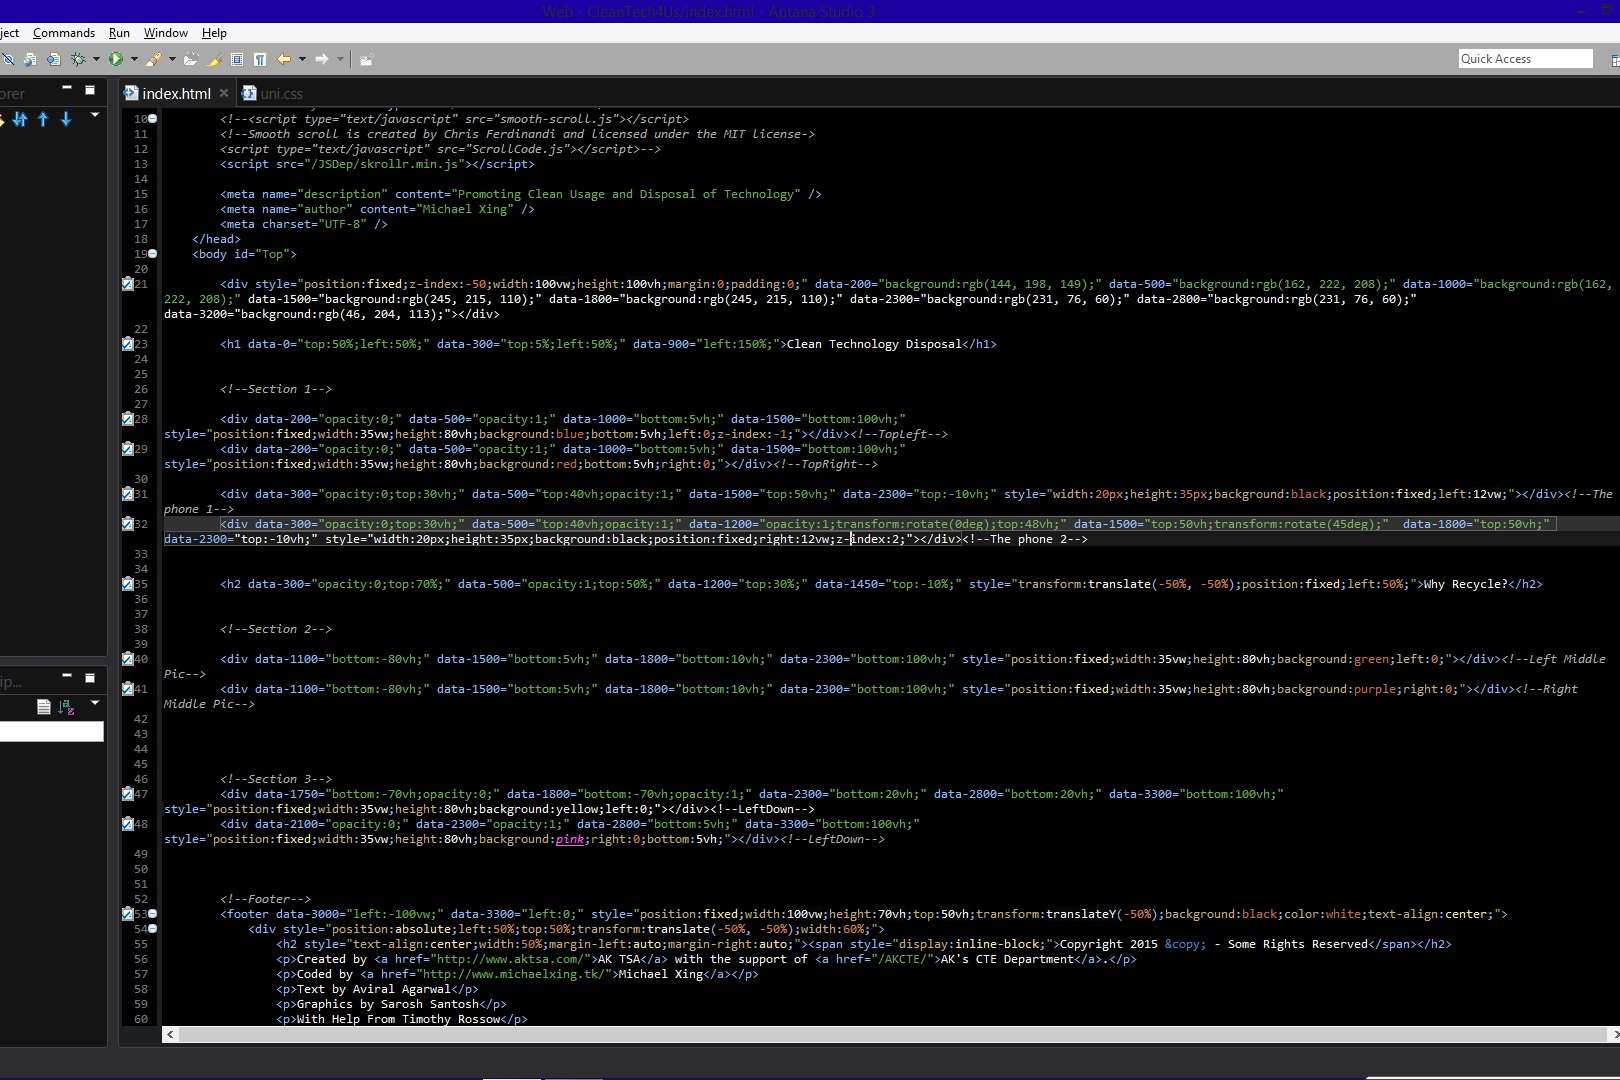 Web - CleanTech4Us/index.html - Aptana Studio 3
ject Commands Run Window Help
Quick Access
orer
index.html
uni.css
10 <!--<script type="text/javascript" src="smooth-scroll.js"></script>
11 <!--Smooth scroll is created by Chris Ferdinandi and licensed under the MIT license->
12 <script type="text/javascript" src="ScrollCode.js"></script>-->
13 <script src="/JSDep/skrollr.min.js"></script>
14
15 <meta name="description" content="Promoting Clean Usage and Disposal of Technology" />
16 <meta name="author" content="Michael Xing" />
17 <meta charset="UTF-8" />
18 </head>
19 <body id="Top">
20
21 <div style="position:fixed;z-index:-50;width:100vw;height:100vh;margin:0;padding:0;" data-200="background:rgb(144, 198, 149);" data-500="background:rgb(162, 222, 208);" data-1000="background:rgb(162,
222, 208);" data-1500="background:rgb(245, 215, 110);" data-1800="background:rgb(245, 215, 110);" data-2300="background:rgb(231, 76, 60);" data-2800="background:rgb(231, 76, 60);"
data-3200="background:rgb(46, 204, 113);"></div>
22
23 <h1 data-0="top:50%;left:50%;" data-300="top:5%;left:50%;" data-900="left:150%;">Clean Technology Disposal</h1>
24
25
26 <!--Section 1-->
27
28 <div data-200="opacity:0;" data-500="opacity:1;" data-1000="bottom:5vh;" data-1500="bottom:100vh;"
style="position:fixed;width:35vw;height:80vh;background:blue;bottom:5vh;left:0;z-index:-1;"></div><!--TopLeft-->
29 <div data-200="opacity:0;" data-500="opacity:1;" data-1000="bottom:5vh;" data-1500="bottom:100vh;"
style="position:fixed;width:35vw;height:80vh;background:red;bottom:5vh;right:0;"></div><!--TopRight-->
30
31 <div data-300="opacity:0;top:30vh;" data-500="top:40vh;opacity:1;" data-1500="top:50vh;" data-2300="top:-10vh;" style="width:20px;height:35px;background:black;position:fixed;left:12vw;"></div><!--The
phone 1-->
32 <div data-300="opacity:0;top:30vh;" data-500="top:40vh;opacity:1;" data-1200="opacity:1;transform:rotate(0deg);top:48vh;" data-1500="top:50vh;transform:rotate(45deg);"  data-1800="top:50vh;"
data-2300="top:-10vh;" style="width:20px;height:35px;background:black;position:fixed;right:12vw;z-index:2;"></div><!--The phone 2-->
33
34
35 <h2 data-300="opacity:0;top:70%;" data-500="opacity:1;top:50%;" data-1200="top:30%;" data-1450="top:-10%;" style="transform:translate(-50%, -50%);position:fixed;left:50%;">Why Recycle?</h2>
36
37
38 <!--Section 2-->
39
40 <div data-1100="bottom:-80vh;" data-1500="bottom:5vh;" data-1800="bottom:10vh;" data-2300="bottom:100vh;" style="position:fixed;width:35vw;height:80vh;background:green;left:0;"></div><!--Left Middle
Pic-->
41 <div data-1100="bottom:-80vh;" data-1500="bottom:5vh;" data-1800="bottom:10vh;" data-2300="bottom:100vh;" style="position:fixed;width:35vw;height:80vh;background:purple;right:0;"></div><!--Right
Middle Pic-->
42
43
44
45
46 <!--Section 3-->
47 <div data-1750="bottom:-70vh;opacity:0;" data-1800="bottom:-70vh;opacity:1;" data-2300="bottom:20vh;" data-2800="bottom:20vh;" data-3300="bottom:100vh;"
style="position:fixed;width:35vw;height:80vh;background:yellow;left:0;"></div><!--LeftDown-->
48 <div data-2100="opacity:0;" data-2300="opacity:1;" data-2800="bottom:5vh;" data-3300="bottom:100vh;"
style="position:fixed;width:35vw;height:80vh;background:pink;right:0;bottom:5vh;"></div><!--LeftDown-->
49
50
51
52 <!--Footer-->
53 <footer data-3000="left:-100vw;" data-3300="left:0;" style="position:fixed;width:100vw;height:70vh;top:50vh;transform:translateY(-50%);background:black;color:white;text-align:center;">
54 <div style="position:absolute;left:50%;top:50%;transform:translate(-50%, -50%);width:60%;">
55 <h2 style="text-align:center;width:50%;margin-left:auto;margin-right:auto;"><span style="display:inline-block;">Copyright 2015 &copy; - Some Rights Reserved</span></h2>
56 <p>Created by <a href="http://www.aktsa.com/">AK TSA</a> with the support of <a href="/AKCTE/">AK's CTE Department</a>.</p>
57 <p>Coded by <a href="http://www.michaelxing.tk/">Michael Xing</a></p>
58 <p>Text by Aviral Agarwal</p>
59 <p>Graphics by Sarosh Santosh</p>
60 <p>With Help From Timothy Rossow</p>
ip...